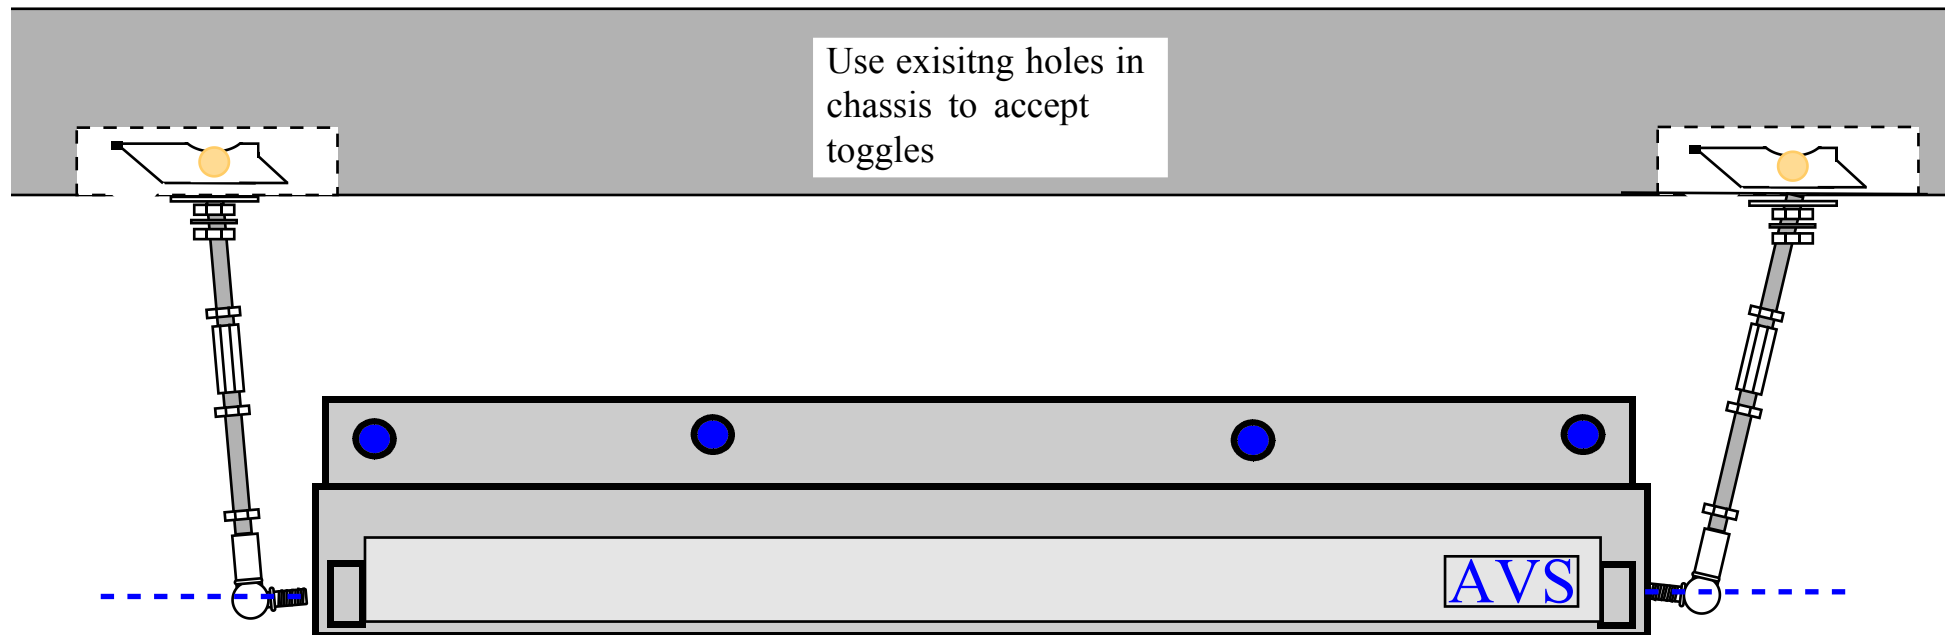 Use exisitng holes in
chassis to accept
toggles
AVS